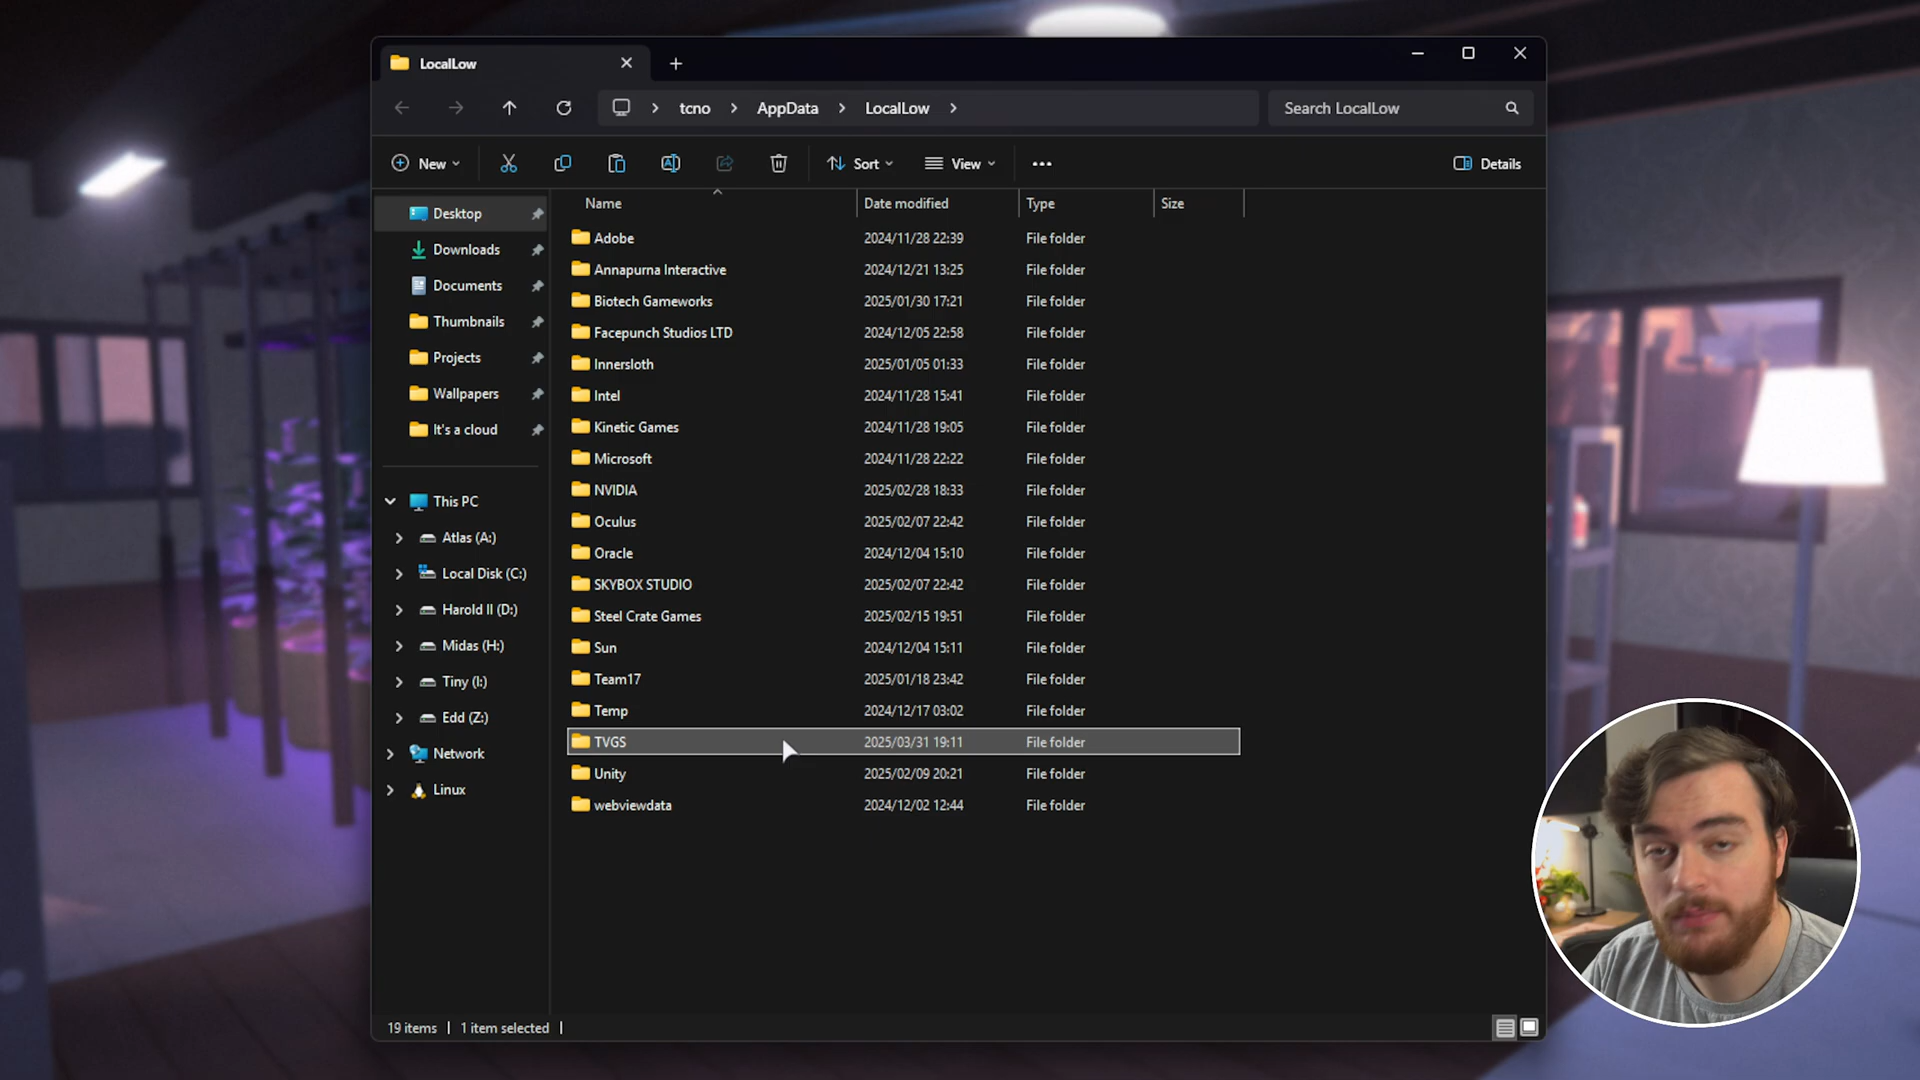 LocalLow
tcno AppData LocalLow Search LocalLow
New Sort View Details
Name Date modified Type Size
Desktop
Downloads
Documents
Thumbnails
Projects
Wallpapers
It's a cloud
This PC
Atlas (A:)
Local Disk (C:)
Harold II (D:)
Midas (H:)
Tiny (I:)
Edd (Z:)
Network
Linux
Adobe 2024/11/28 22:39 File folder
Annapurna Interactive 2024/12/21 13:25 File folder
Biotech Gameworks 2025/01/30 17:21 File folder
Facepunch Studios LTD 2024/12/05 22:58 File folder
Innersloth 2025/01/05 01:33 File folder
Intel 2024/11/28 15:41 File folder
Kinetic Games 2024/11/28 19:05 File folder
Microsoft 2024/11/28 22:22 File folder
NVIDIA 2025/02/28 18:33 File folder
Oculus 2025/02/07 22:42 File folder
Oracle 2024/12/04 15:10 File folder
SKYBOX STUDIO 2025/02/07 22:42 File folder
Steel Crate Games 2025/02/15 19:51 File folder
Sun 2024/12/04 15:11 File folder
Team17 2025/01/18 23:42 File folder
Temp 2024/12/17 03:02 File folder
TVGS 2025/03/31 19:11 File folder
Unity 2025/02/09 20:21 File folder
webviewdata 2024/12/02 12:44 File folder
19 items 1 item selected